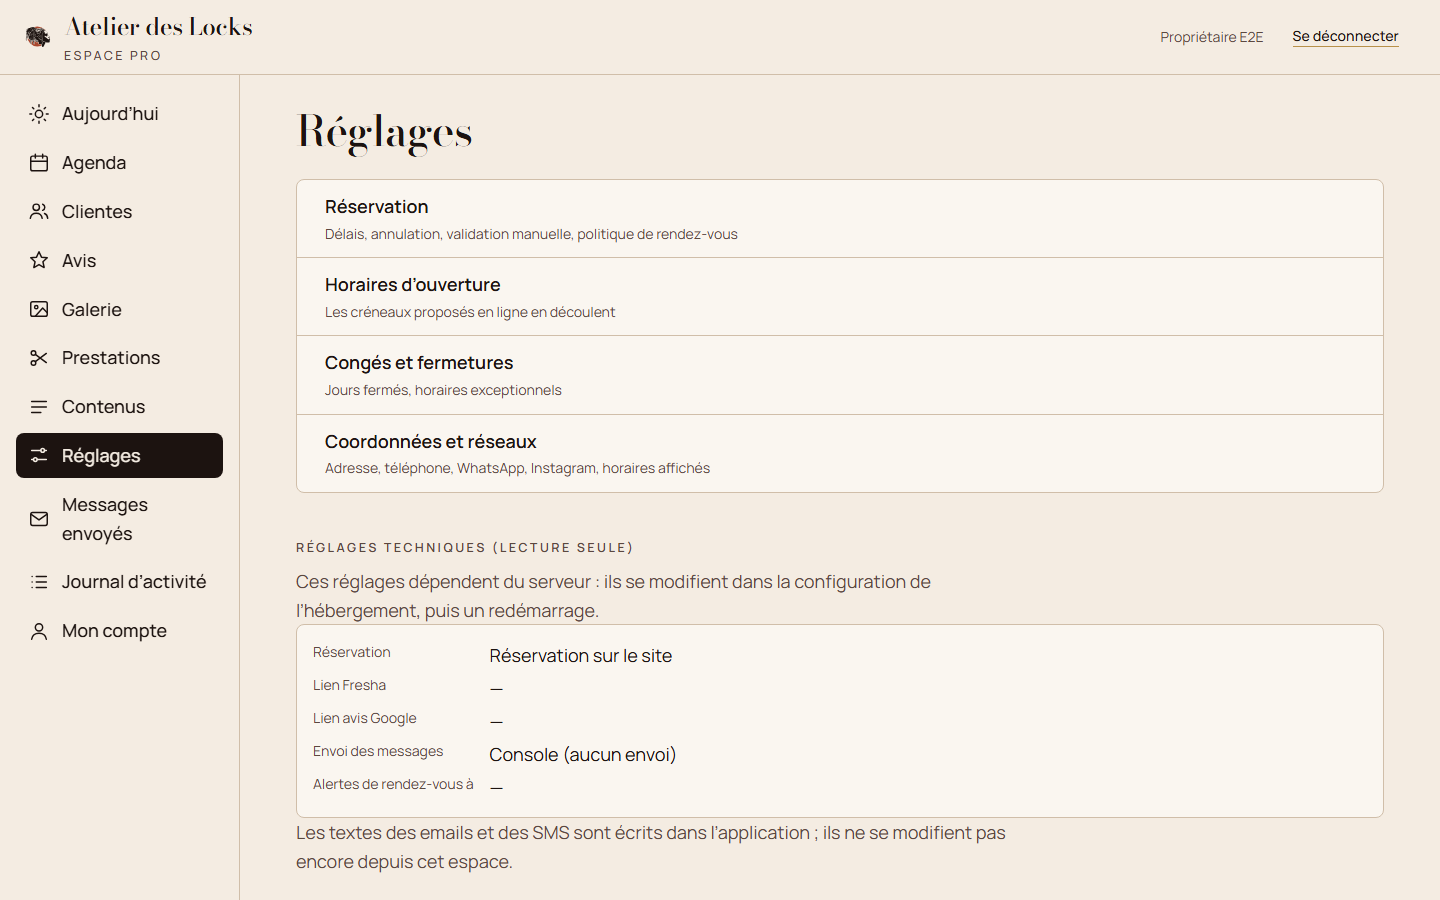 Atelier des Locks
ESPACE PRO
Propriétaire E2E
Se déconnecter
Aujourd’hui
Agenda
Clientes
Avis
Galerie
Prestations
Contenus
Réglages
Messages
envoyés
Journal d’activité
Mon compte
Réglages
Réservation
Délais, annulation, validation manuelle, politique de rendez-vous
Horaires d’ouverture
Les créneaux proposés en ligne en découlent
Congés et fermetures
Jours fermés, horaires exceptionnels
Coordonnées et réseaux
Adresse, téléphone, WhatsApp, Instagram, horaires affichés
RÉGLAGES TECHNIQUES (LECTURE SEULE)
Ces réglages dépendent du serveur : ils se modifient dans la configuration de
l’hébergement, puis un redémarrage.
Réservation Réservation sur le site
Lien Fresha —
Lien avis Google —
Envoi des messages Console (aucun envoi)
Alertes de rendez-vous à —
Les textes des emails et des SMS sont écrits dans l’application ; ils ne se modifient pas
encore depuis cet espace.